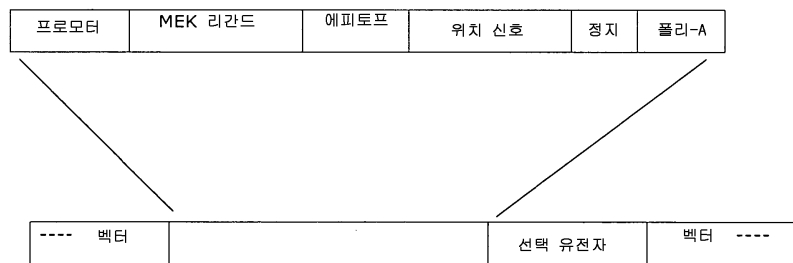 프로모터 MEK 리간드 에피토프 위치 신호 정지 폴리-A
---- 벡터 선택 유전자 벡터 ----